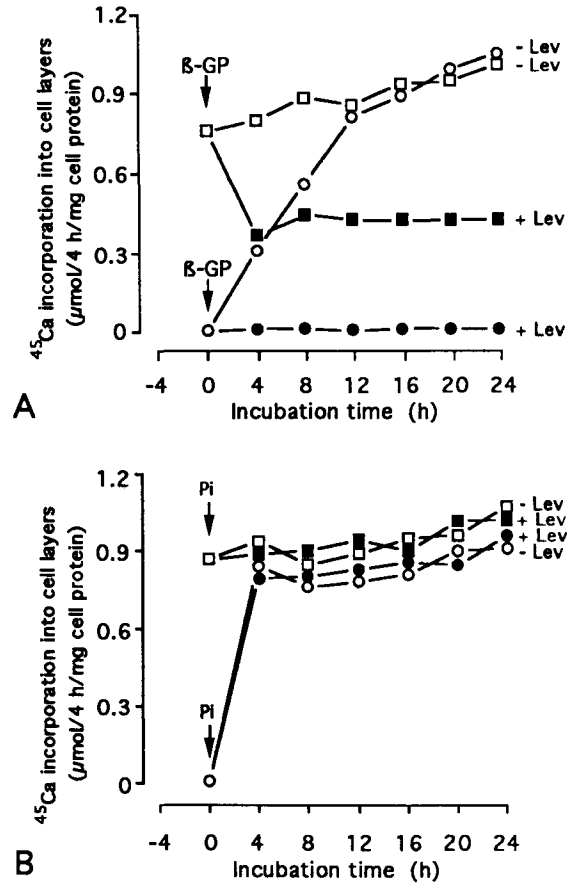 1.2
0.9
0.6
0.3
0
⁴⁵Ca incorporation into cell layers
(µmol/4 h/mg cell protein)
ß-GP
ß-GP
- Lev
- Lev
+ Lev
+ Lev
-4 0 4 8 12 16 20 24
Incubation time (h)
A
1.2
0.9
0.6
0.3
0
⁴⁵Ca incorporation into cell layers
(µmol/4 h/mg cell protein)
Pi
Pi
- Lev
+ Lev
+ Lev
- Lev
-4 0 4 8 12 16 20 24
Incubation time (h)
B